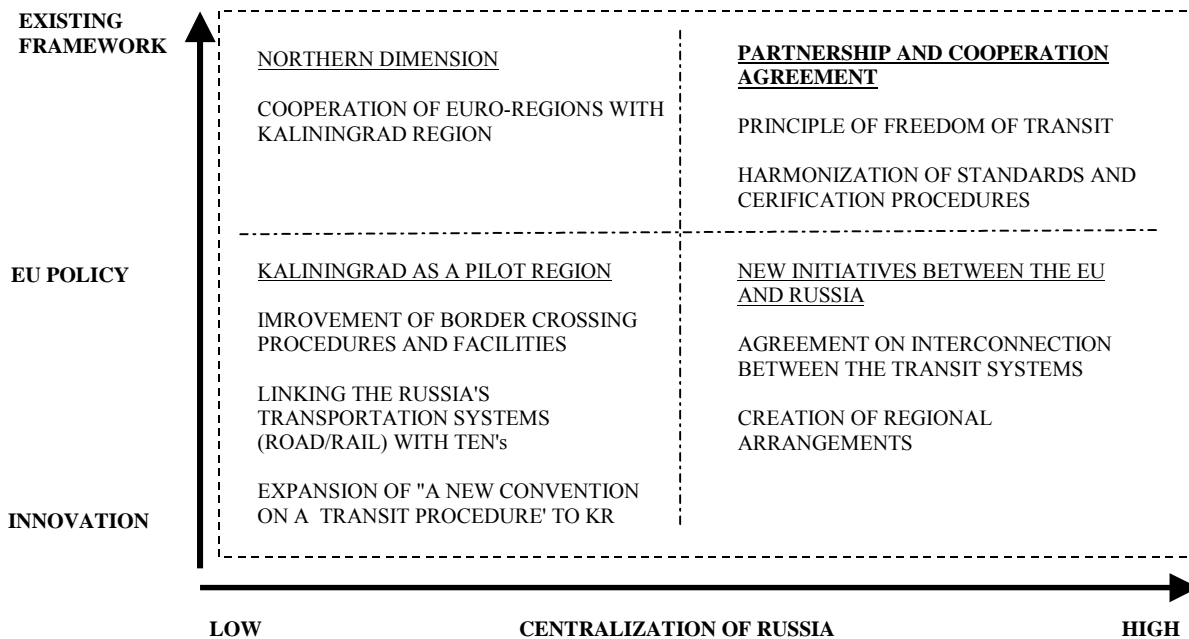 EXISTING
FRAMEWORK
NORTHERN DIMENSION
COOPERATION OF EURO-REGIONS WITH
KALININGRAD REGION
PARTNERSHIP AND COOPERATION
AGREEMENT
PRINCIPLE OF FREEDOM OF TRANSIT
HARMONIZATION OF STANDARDS AND
CERIFICATION PROCEDURES
EU POLICY
KALININGRAD AS A PILOT REGION
IMROVEMENT OF BORDER CROSSING
PROCEDURES AND FACILITIES
LINKING THE RUSSIA'S
TRANSPORTATION SYSTEMS
(ROAD/RAIL) WITH TEN's
EXPANSION OF "A NEW CONVENTION
ON A TRANSIT PROCEDURE' TO KR
NEW INITIATIVES BETWEEN THE EU
AND RUSSIA
AGREEMENT ON INTERCONNECTION
BETWEEN THE TRANSIT SYSTEMS
CREATION OF REGIONAL
ARRANGEMENTS
INNOVATION
LOW
CENTRALIZATION OF RUSSIA
HIGH